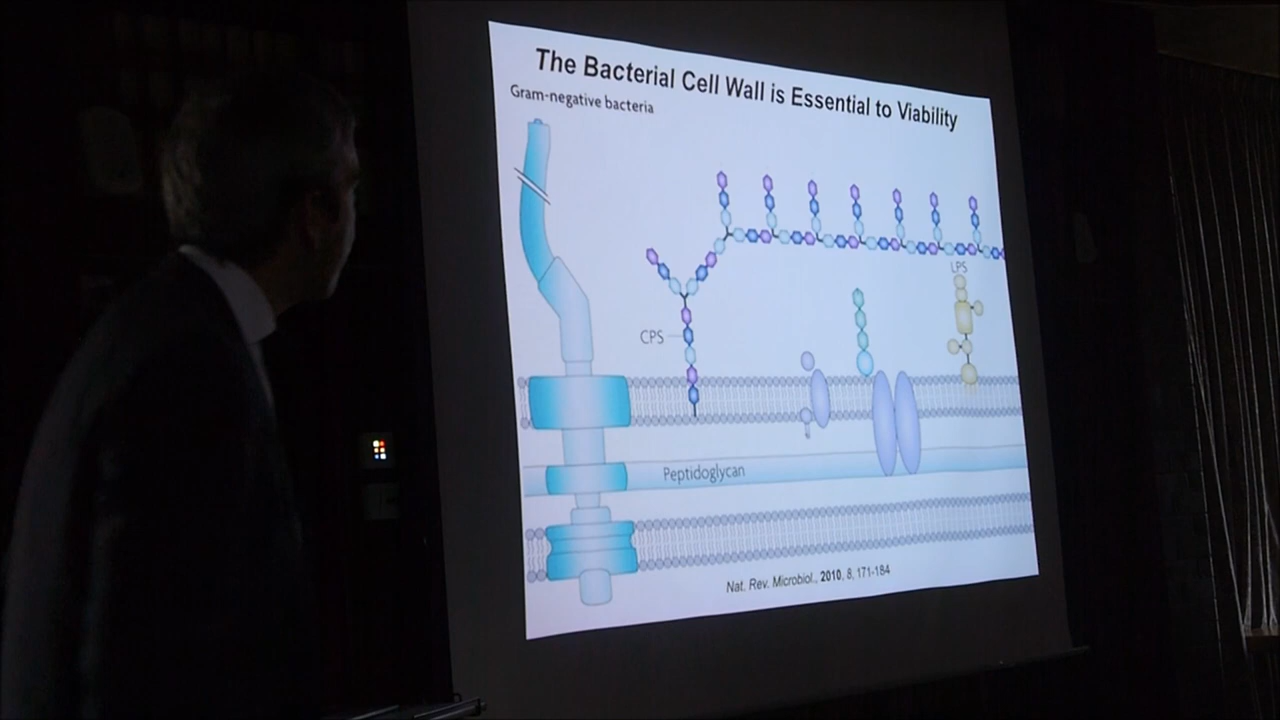 The Bacterial Cell Wall is Essential to Viability
Gram-negative bacteria
LPS
CPS
Peptidoglycan
Nat. Rev. Microbiol., 2010, 8, 171-184